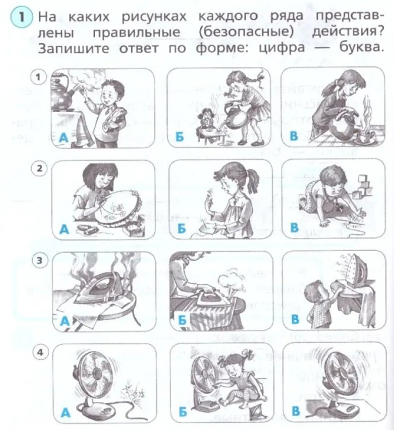 1 На каких рисунках каждого ряда представ-
лены правильные (безопасные) действия?
Запишите ответ по форме: цифра — буква.
1
А Б В
2
А Б В
3
А Б В
4
А Б В